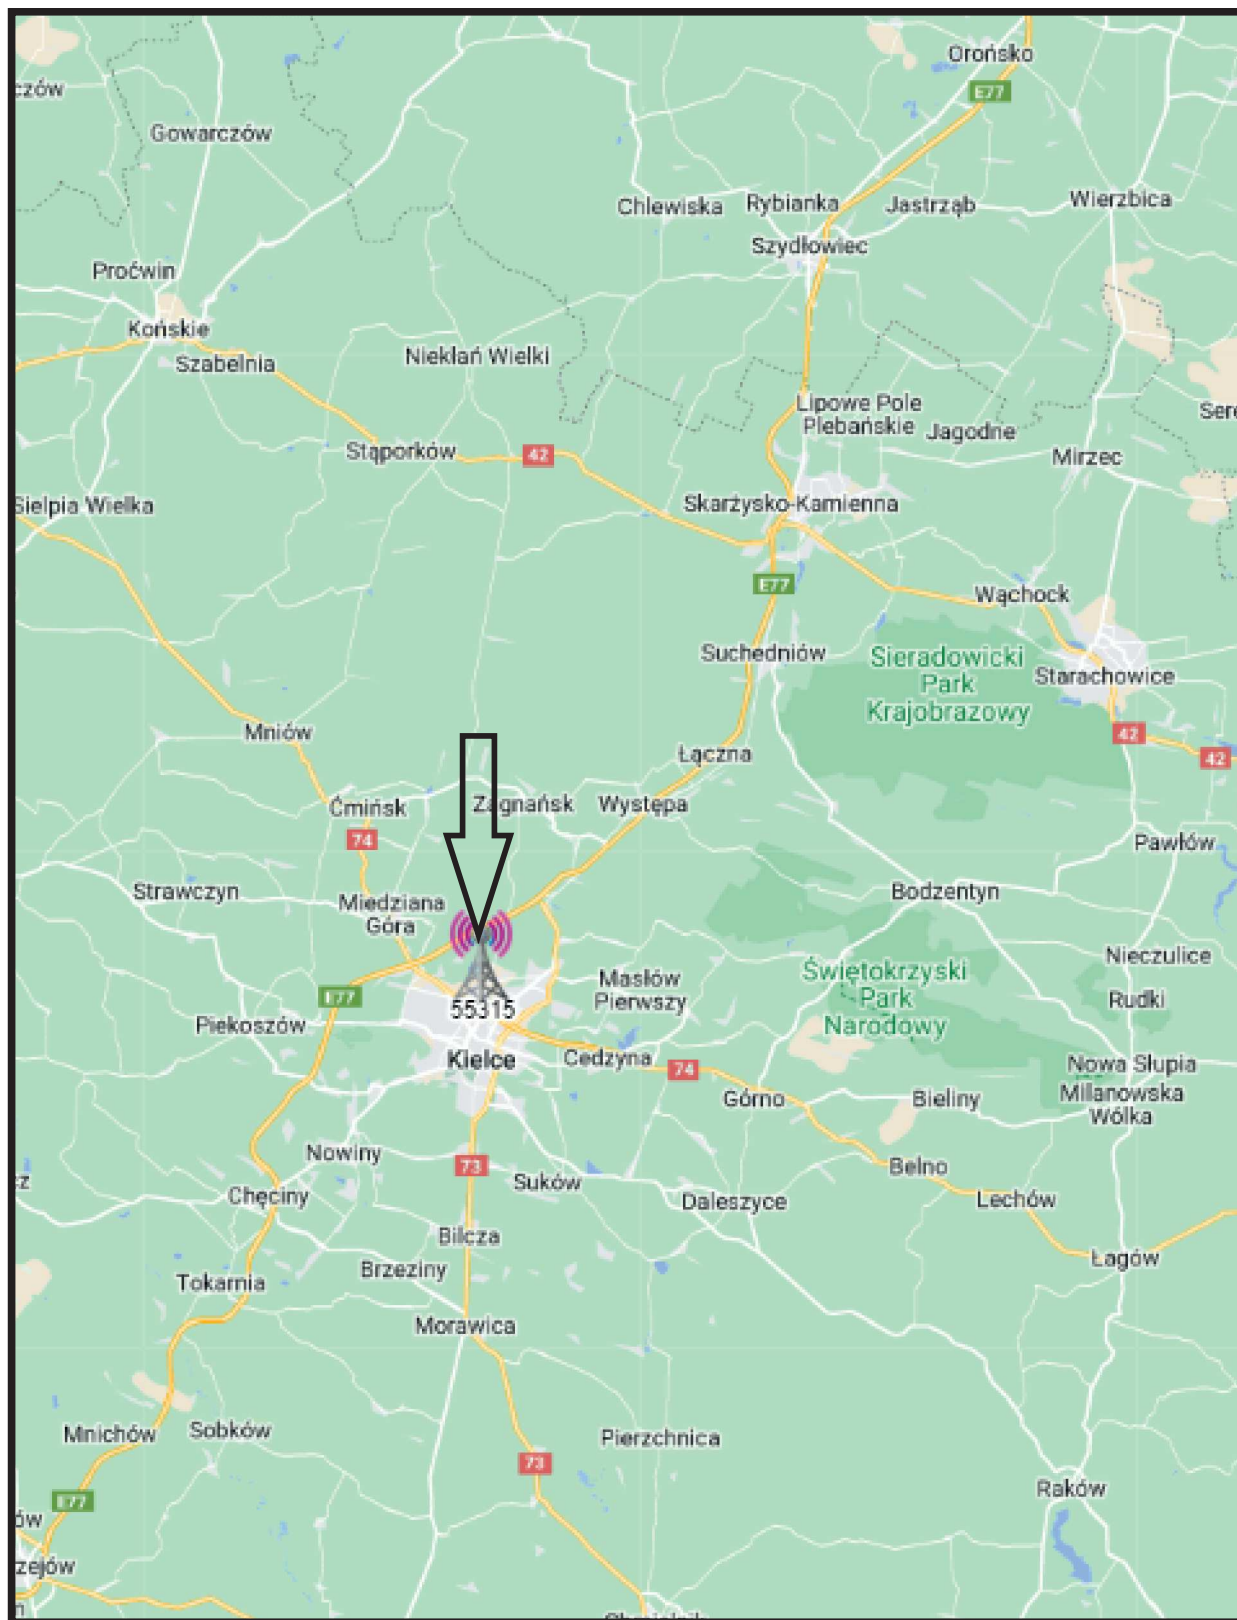 Orońsko
E77
czów
Gowarczów
Chlewiska
Rybianka
Jastrząb
Wierzbica
Szydłowiec
Proćwin
Końskie
Szabelnia
Niekłań Wielki
Lipowe Pole
Plebańskie
Jagodne
Stąporków
42
Mirzec
Sielpia Wielka
Skarżysko-Kamienna
E77
Wąchock
Suchedniów
Sieradowicki
Park
Krajobrazowy
Starachowice
42
42
Mniów
Łączna
Ćmińsk
Zagnańsk
Występa
74
Pawłów
Strawczyn
Miedziana
Góra
Bodzentyn
Nieczulice
Masłów
Pierwszy
Świętokrzyski
Park
Narodowy
Rudki
E77
55315
Piekoszów
Kielce
Cedzyna
74
Nowa Słupia
Milanowska
Wólka
Górno
Bieliny
Nowiny
73
Suków
Belno
Chęciny
Daleszyce
Lechów
Bilcza
Brzeziny
Łagów
Tokarnia
Morawica
Mnichów
Sobków
Pierzchnica
73
Raków
E77
ów
zejów